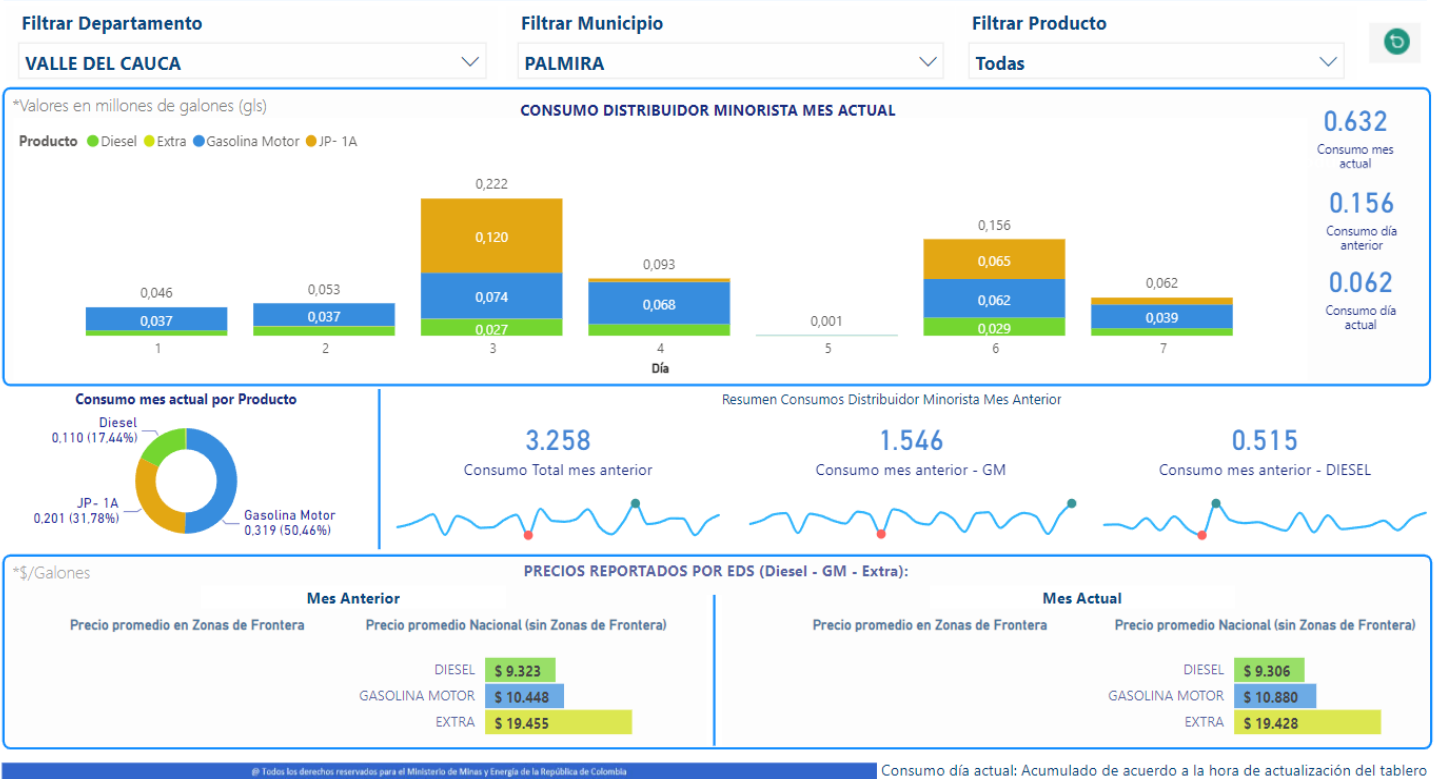 Filtrar Departamento
Filtrar Municipio
Filtrar Producto
VALLE DEL CAUCA
PALMIRA
Todas
*Valores en millones de galones (gls)
CONSUMO DISTRIBUIDOR MINORISTA MES ACTUAL
Producto Diesel Extra Gasolina Motor JP- 1A
0,046
0,037
0,053
0,037
0,222
0,120
0,074
0,027
0,093
0,068
0,001
0,156
0,065
0,062
0,029
0,062
0,039
1 2 3 4 5 6 7
Día
0.632
Consumo mes
actual
0.156
Consumo día
anterior
0.062
Consumo día
actual
Consumo mes actual por Producto
Diesel
0,110 (17,44%)
JP- 1A
0,201 (31,78%)
Gasolina Motor
0,319 (50,46%)
Resumen Consumos Distribuidor Minorista Mes Anterior
3.258
Consumo Total mes anterior
1.546
Consumo mes anterior - GM
0.515
Consumo mes anterior - DIESEL
*$/Galones
PRECIOS REPORTADOS POR EDS (Diesel - GM - Extra):
Mes Anterior
Precio promedio en Zonas de Frontera
Precio promedio Nacional (sin Zonas de Frontera)
DIESEL $ 9.323
GASOLINA MOTOR $ 10.448
EXTRA $ 19.455
Mes Actual
Precio promedio en Zonas de Frontera
Precio promedio Nacional (sin Zonas de Frontera)
DIESEL $ 9.306
GASOLINA MOTOR $ 10.880
EXTRA $ 19.428
@ Todos los derechos reservados para el Ministerio de Minas y Energía de la República de Colombia
Consumo día actual: Acumulado de acuerdo a la hora de actualización del tablero